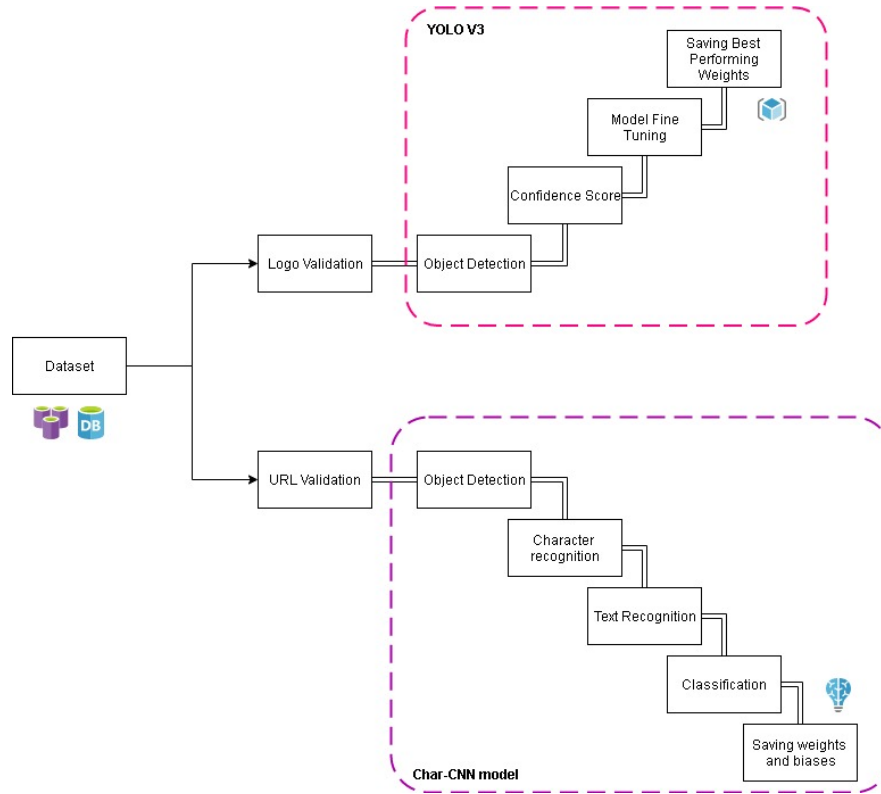 YOLO V3
Saving Best
Performing
Weights
Model Fine
Tuning
Confidence Score
Logo Validation
Object Detection
Dataset
DB
URL Validation
Object Detection
Character
recognition
Text Recognition
Classification
Saving weights
and biases
Char-CNN model